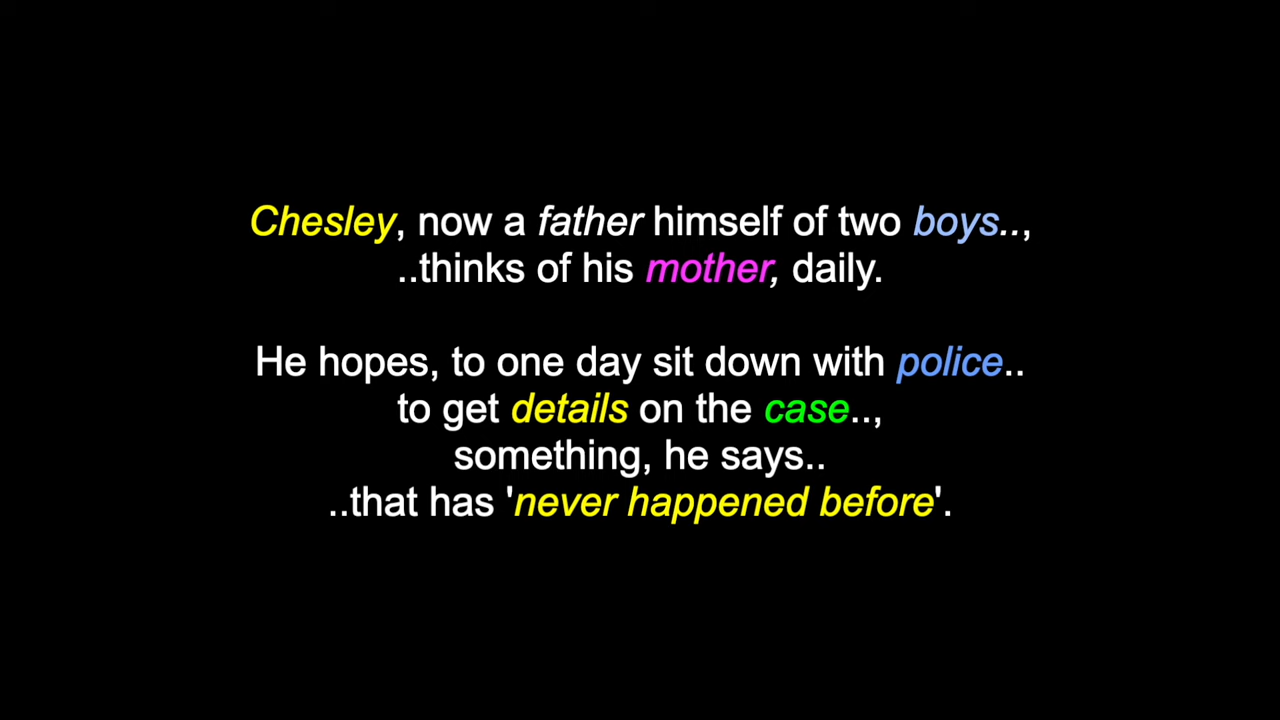 Chesley, now a father himself of two boys..,
..thinks of his mother, daily.
He hopes, to one day sit down with police..
to get details on the case..,
something, he says..
..that has 'never happened before'.